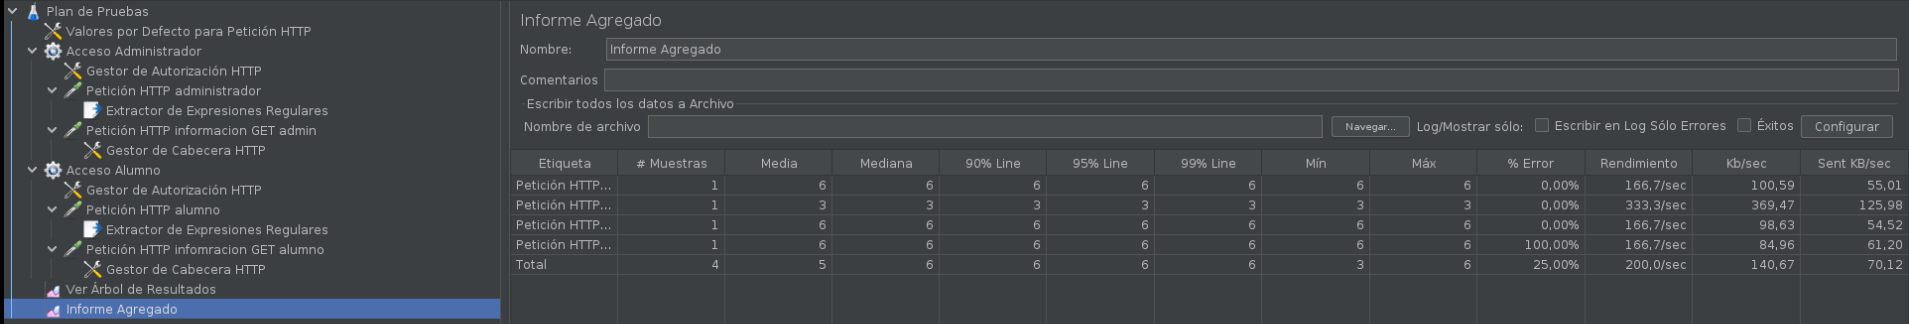 Plan de Pruebas
Valores por Defecto para Petición HTTP
Acceso Administrador
Gestor de Autorización HTTP
Petición HTTP administrador
Extractor de Expresiones Regulares
Petición HTTP informacion GET admin
Gestor de Cabecera HTTP
Acceso Alumno
Gestor de Autorización HTTP
Petición HTTP alumno
Extractor de Expresiones Regulares
Petición HTTP infomracion GET alumno
Gestor de Cabecera HTTP
Ver Árbol de Resultados
Informe Agregado
Informe Agregado
Nombre: Informe Agregado
Comentarios
Escribir todos los datos a Archivo
Nombre de archivo Navegar... Log/Mostrar sólo: Escribir en Log Sólo Errores Éxitos Configurar
Etiqueta # Muestras Media Mediana 90% Line 95% Line 99% Line Mín Máx % Error Rendimiento Kb/sec Sent KB/sec
Petición HTTP... 1 6 6 6 6 6 6 6 0,00% 166,7/sec 100,59 55,01
Petición HTTP... 1 3 3 3 3 3 3 3 0,00% 333,3/sec 369,47 125,98
Petición HTTP... 1 6 6 6 6 6 6 6 0,00% 166,7/sec 98,63 54,52
Petición HTTP... 1 6 6 6 6 6 6 6 100,00% 166,7/sec 84,96 61,20
Total 4 5 6 6 6 6 3 6 25,00% 200,0/sec 140,67 70,12